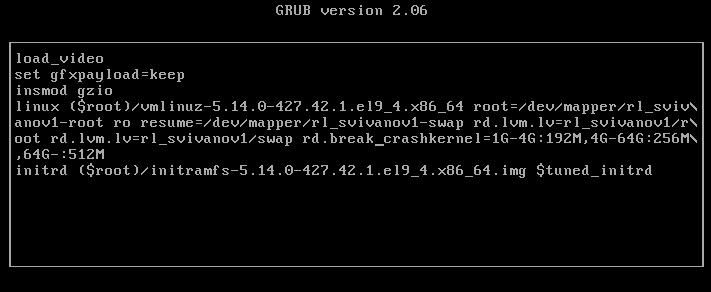 GRUB version 2.06
load_video
set gfxpayload=keep
insmod gzio
linux ($root)/vmlinuz-5.14.0-427.42.1.el9_4.x86_64 root=/dev/mapper/rl_sviv\
anov1-root ro resume=/dev/mapper/rl_svivanov1-swap rd.lvm.lv=rl_svivanov1/r\
oot rd.lvm.lv=rl_svivanov1/swap rd.break_crashkernel=1G-4G:192M,4G-64G:256M\
,64G-:512M
initrd ($root)/initramfs-5.14.0-427.42.1.el9_4.x86_64.img $tuned_initrd